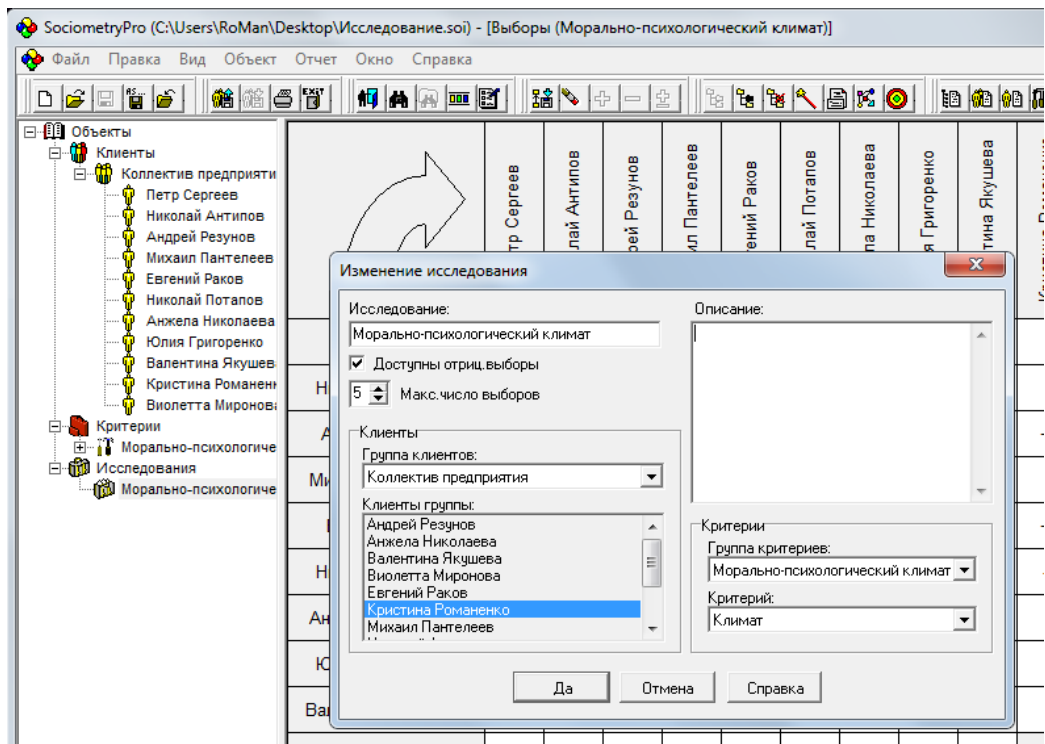 SociometryPro (C:\Users\RoMan\Desktop\Исследование.soi) - [Выборы (Морально-психологический климат)]
Файл Правка Вид Объект Отчет Окно Справка
Объекты
Клиенты
Коллектив предприяти
Петр Сергеев
Николай Антипов
Андрей Резунов
Михаил Пантелеев
Евгений Раков
Николай Потапов
Анжела Николаева
Юлия Григоренко
Валентина Якушев
Кристина Романенк
Виолетта Миронова
Критерии
Морально-психологиче
Исследования
Морально-психологиче
тр Сергеев
лай Антипов
рей Резунов
ил Пантелеев
ений Раков
лай Потапов
ла Николаева
я Григоренко
тина Якушева
Н
А
Ми
Н
Ан
Ю
Вал
Изменение исследования
Исследование:
Морально-психологический климат
Доступны отриц.выборы
5 Макс.число выборов
Клиенты
Группа клиентов:
Коллектив предприятия
Клиенты группы:
Андрей Резунов
Анжела Николаева
Валентина Якушева
Виолетта Миронова
Евгений Раков
Кристина Романенко
Михаил Пантелеев
Описание:
Критерии
Группа критериев:
Морально-психологический климат
Критерий:
Климат
Да Отмена Справка